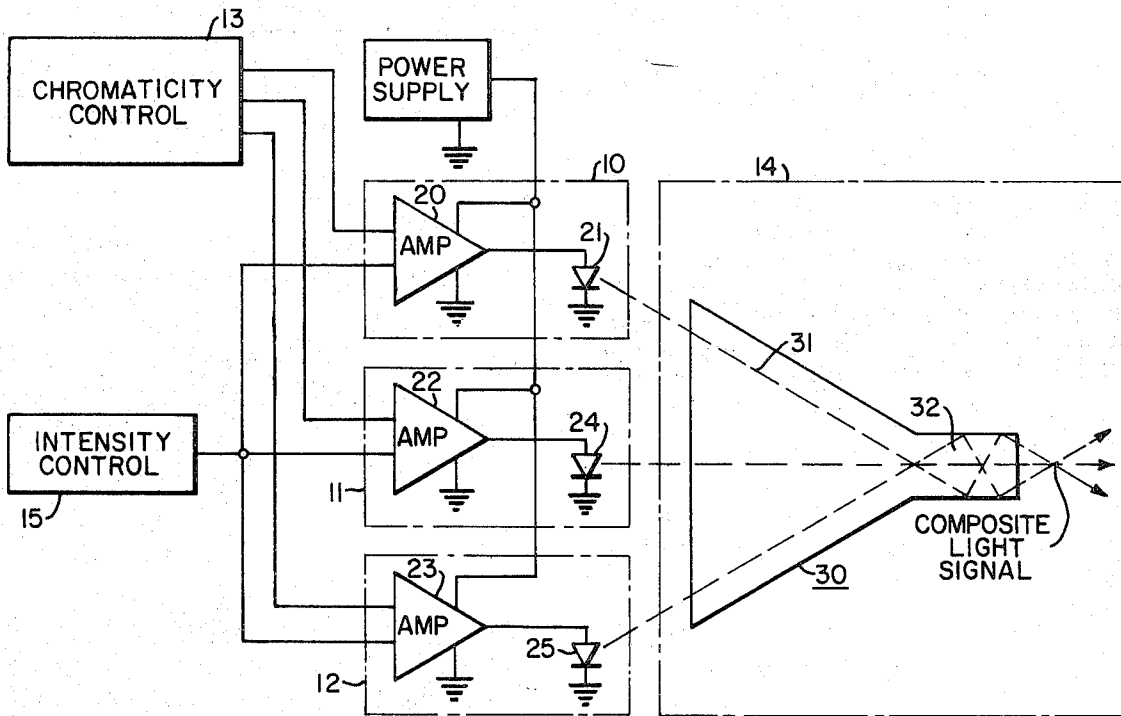 13
CHROMATICITY
CONTROL
POWER
SUPPLY
10
14
20
AMP
21
31
22
AMP
24
32
INTENSITY
CONTROL
15
11
COMPOSITE
LIGHT
SIGNAL
30
23
AMP
25
12